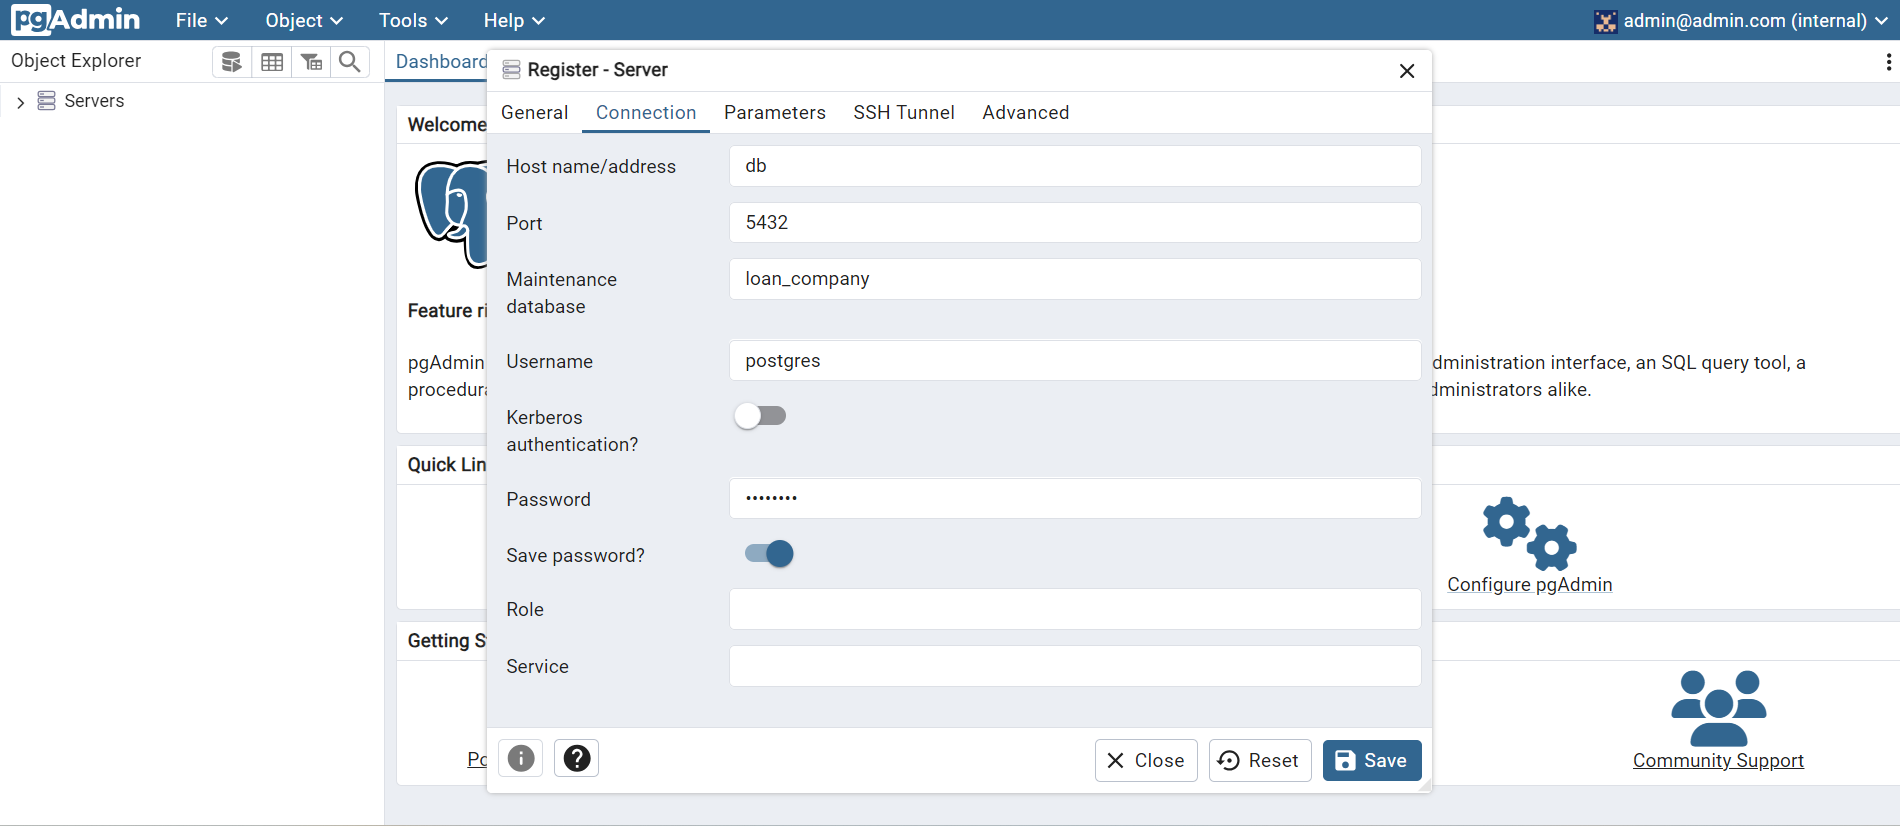 pgAdmin File Object Tools Help admin@admin.com (internal)
Object Explorer
Servers
Dashboard
Welcome
Feature ri
pgAdmin
procedura
dministration interface, an SQL query tool, a
dministrators alike.
Quick Lin
Configure pgAdmin
Getting S
Po
Community Support
Register - Server
General Connection Parameters SSH Tunnel Advanced
Host name/address db
Port 5432
Maintenance
database
loan_company
Username postgres
Kerberos
authentication?
Password ••••••••
Save password?
Role
Service
Close Reset Save